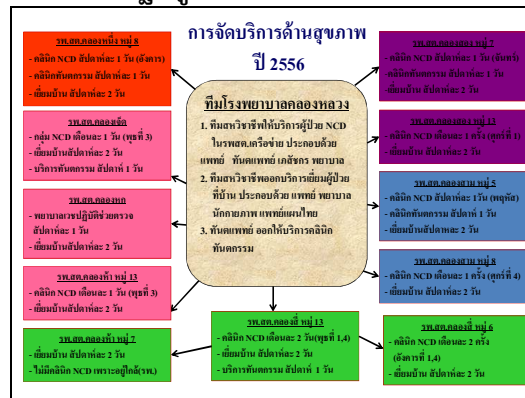 การจัดบริการด้านสุขภาพ
ปี 2556
รพ.สต.คลองหนึ่ง หมู่ 8
- คลินิก NCD สัปดาห์ละ 1 วัน (อังคาร)
- คลินิกทันตกรรม สัปดาห์ละ 1 วัน
- เยี่ยมบ้าน สัปดาห์ละ 2 วัน
รพ.สต.คลองเจ็ด
- กลุ่ม NCD เดือนละ 1 วัน (พุธที่ 3)
- เยี่ยมบ้าน สัปดาห์ละ 2 วัน
- บริการทันตกรรม สัปดาห์ 1 วัน
รพ.สต.คลองหก
- พยาบาลเวชปฏิบัติช่วยตรวจ
สัปดาห์ละ 1 วัน
- เยี่ยมบ้าน สัปดาห์ละ 2 วัน
รพ.สต.คลองห้า หมู่ 13
- คลินิก NCD เดือนละ 1 วัน (พุธที่ 3)
- เยี่ยมบ้าน สัปดาห์ละ 2 วัน
รพ.สต.คลองห้า หมู่ 7
- เยี่ยมบ้าน สัปดาห์ละ 2 วัน
- ไม่มีคลินิก NCD เพราะอยู่ใกล้(รพ.)
ทีมโรงพยาบาลคลองหลวง
1. ทีมสหวิชาชีพให้บริการผู้ป่วย NCD
ในรพสต.เครือข่าย ประกอบด้วย
แพทย์ ทันตแพทย์ เภสัชกร พยาบาล
2. ทีมสหวิชาชีพออกบริการเยี่ยมผู้ป่วย
ที่บ้าน ประกอบด้วย แพทย์ พยาบาล
นักกายภาพ แพทย์แผนไทย
3. ทันตแพทย์ ออกให้บริการคลินิก
ทันตกรรม
รพ.สต.คลองสี่ หมู่ 13
- คลินิก NCD เดือนละ 2 วัน(พุธที่ 1,4)
- เยี่ยมบ้าน สัปดาห์ละ 2 วัน
- บริการทันตกรรม สัปดาห์ 1 วัน
รพ.สต.คลองสอง หมู่ 7
- คลินิก NCD สัปดาห์ละ 1 วัน (จันทร์)
-คลินิกทันตกรรม สัปดาห์ละ 1 วัน
-เยี่ยมบ้าน สัปดาห์ละ 2 วัน
รพ.สต.คลองสอง หมู่ 13
- คลินิก NCD เดือนละ 1 ครั้ง (ศุกร์ที่ 1)
- เยี่ยมบ้าน สัปดาห์ละ 2 วัน
รพ.สต.คลองสาม หมู่ 5
- คลินิก NCD สัปดาห์ละ 1วัน (พฤหัส)
- คลินิกทันตกรรม สัปดาห์ 1 วัน
- เยี่ยมบ้าน สัปดาห์ละ 2 วัน
รพ.สต.คลองสาม หมู่ 8
- คลินิก NCD เดือนละ 1 ครั้ง (ศุกร์ที่ 4)
- เยี่ยมบ้าน สัปดาห์ละ 2 วัน
รพ.สต.คลองสี่ หมู่ 6
- คลินิก NCD เดือนละ 2 ครั้ง
(อังคารที่ 1,4)
- เยี่ยมบ้าน สัปดาห์ละ 2 วัน